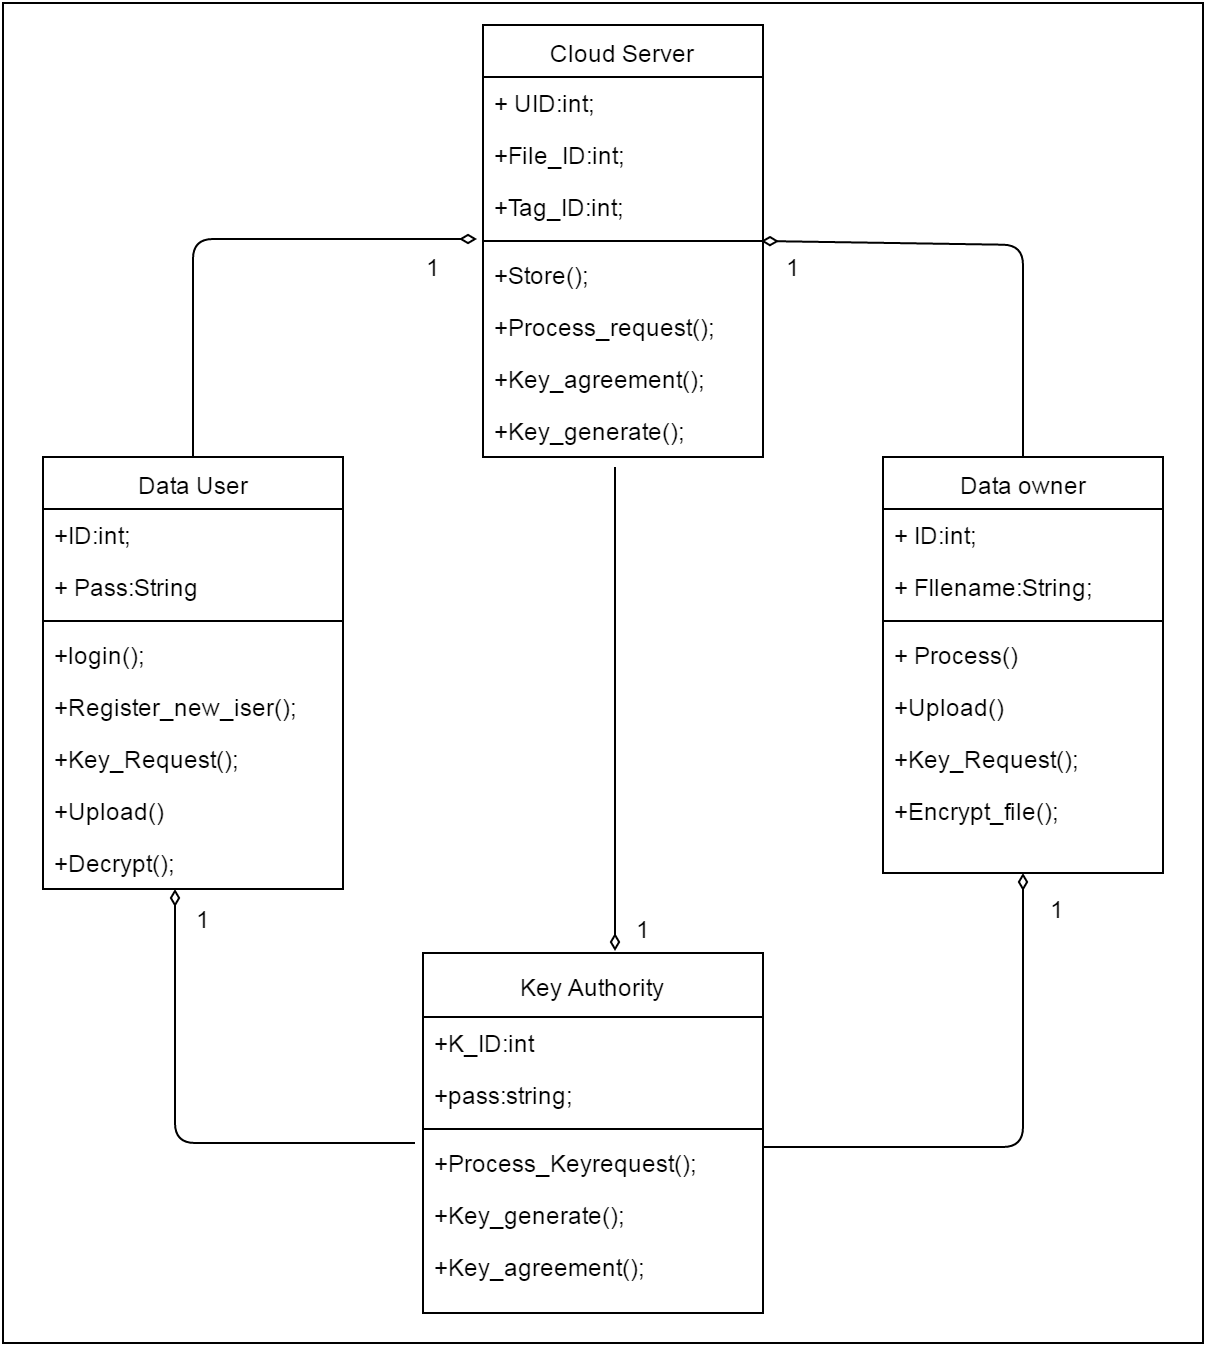 Cloud Server
+ UID:int;
+File_ID:int;
+Tag_ID:int;
+Store();
+Process_request();
+Key_agreement();
+Key_generate();
1
1
Data User
+ID:int;
+ Pass:String
+login();
+Register_new_iser();
+Key_Request();
+Upload()
+Decrypt();
1
Data owner
+ ID:int;
+ FIlename:String;
+ Process()
+Upload()
+Key_Request();
+Encrypt_file();
1
1
Key Authority
+K_ID:int
+pass:string;
+Process_Keyrequest();
+Key_generate();
+Key_agreement();